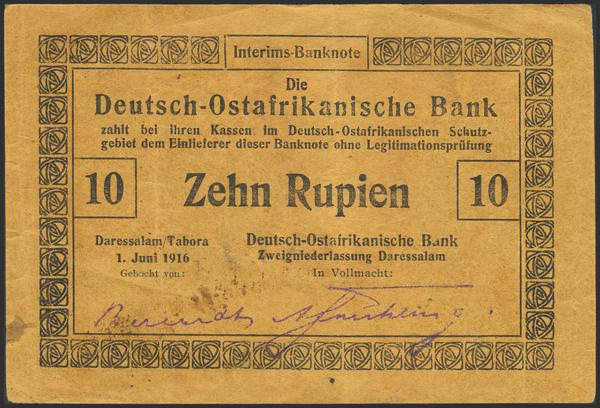 Interims-Banknote
Die
Deutsch-Ostafrikanische Bank
zahlt bei ihren Kassen im Deutsch-Ostafrikanischen Schutz-
gebiet dem Einlieferer dieser Banknote ohne Legitimationsprüfung
10 Zehn Rupien 10
Daressalam/Tabora
1. Juni 1916
Gebucht von:
Deutsch-Ostafrikanische Bank
Zweigniederlassung Daressalam
In Vollmacht: